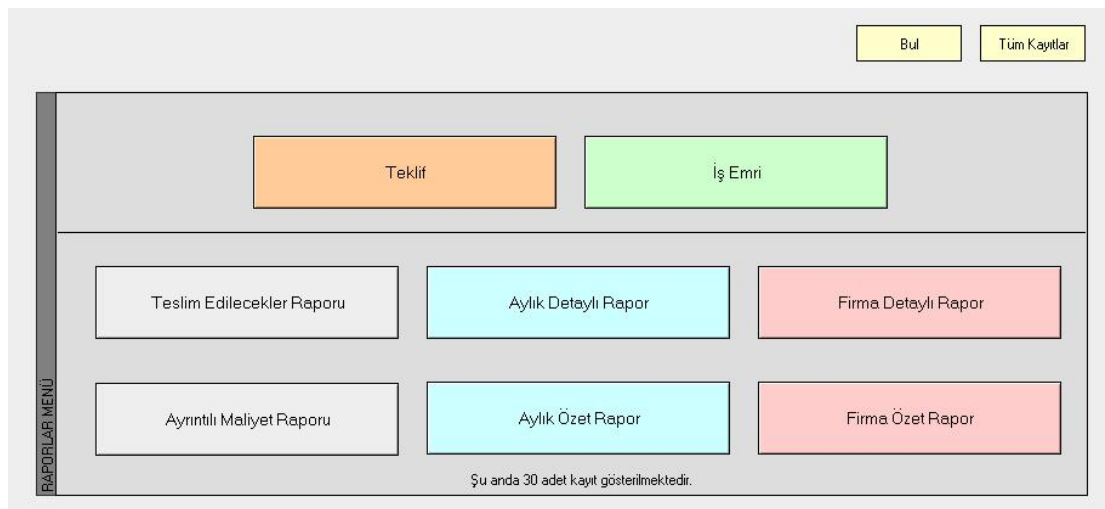 Bul
Tüm Kayıtlar
RAPORLAR MENÜ
Teklif
İş Emri
Teslim Edilecekler Raporu
Aylık Detaylı Rapor
Firma Detaylı Rapor
Ayrıntılı Maliyet Raporu
Aylık Özet Rapor
Firma Özet Rapor
Şu anda 30 adet kayıt gösterilmektedir.